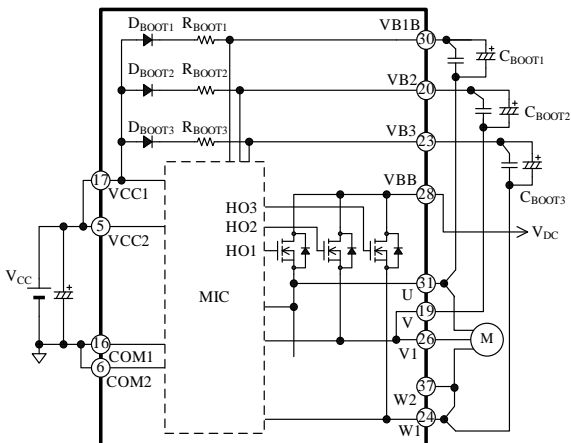 DBOOT1 RBOOT1 VB1B 30 CBOOT1
DBOOT2 RBOOT2 VB2 20 CBOOT2
DBOOT3 RBOOT3 VB3 23 CBOOT3
17 VCC1
VBB 28 VDC
5 VCC2
HO3
HO2
HO1
VCC
MIC
31 U
19 V
26 V1
M
16 COM1
6 COM2
37 W2
24 W1